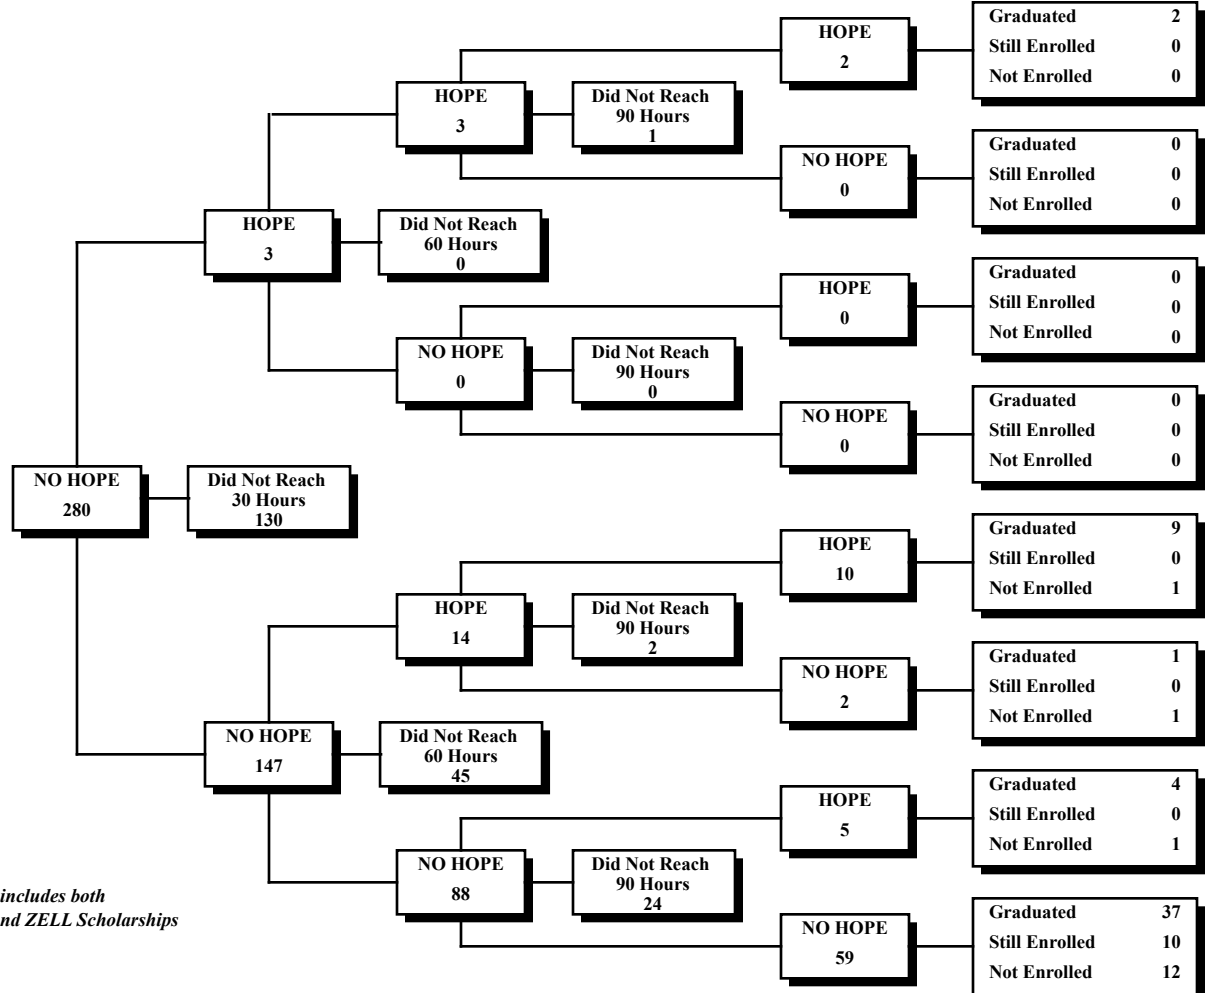 HOPE
2
Graduated 2
Still Enrolled 0
Not Enrolled 0
HOPE
3
Did Not Reach
90 Hours
1
NO HOPE
0
Graduated 0
Still Enrolled 0
Not Enrolled 0
HOPE
3
Did Not Reach
60 Hours
0
HOPE
0
Graduated 0
Still Enrolled 0
Not Enrolled 0
NO HOPE
0
Did Not Reach
90 Hours
0
NO HOPE
0
Graduated 0
Still Enrolled 0
Not Enrolled 0
NO HOPE
280
Did Not Reach
30 Hours
130
HOPE
10
Graduated 9
Still Enrolled 0
Not Enrolled 1
HOPE
14
Did Not Reach
90 Hours
2
NO HOPE
2
Graduated 1
Still Enrolled 0
Not Enrolled 1
NO HOPE
147
Did Not Reach
60 Hours
45
HOPE
5
Graduated 4
Still Enrolled 0
Not Enrolled 1
NO HOPE
88
Did Not Reach
90 Hours
24
NO HOPE
59
Graduated 37
Still Enrolled 10
Not Enrolled 12
includes both
nd ZELL Scholarships